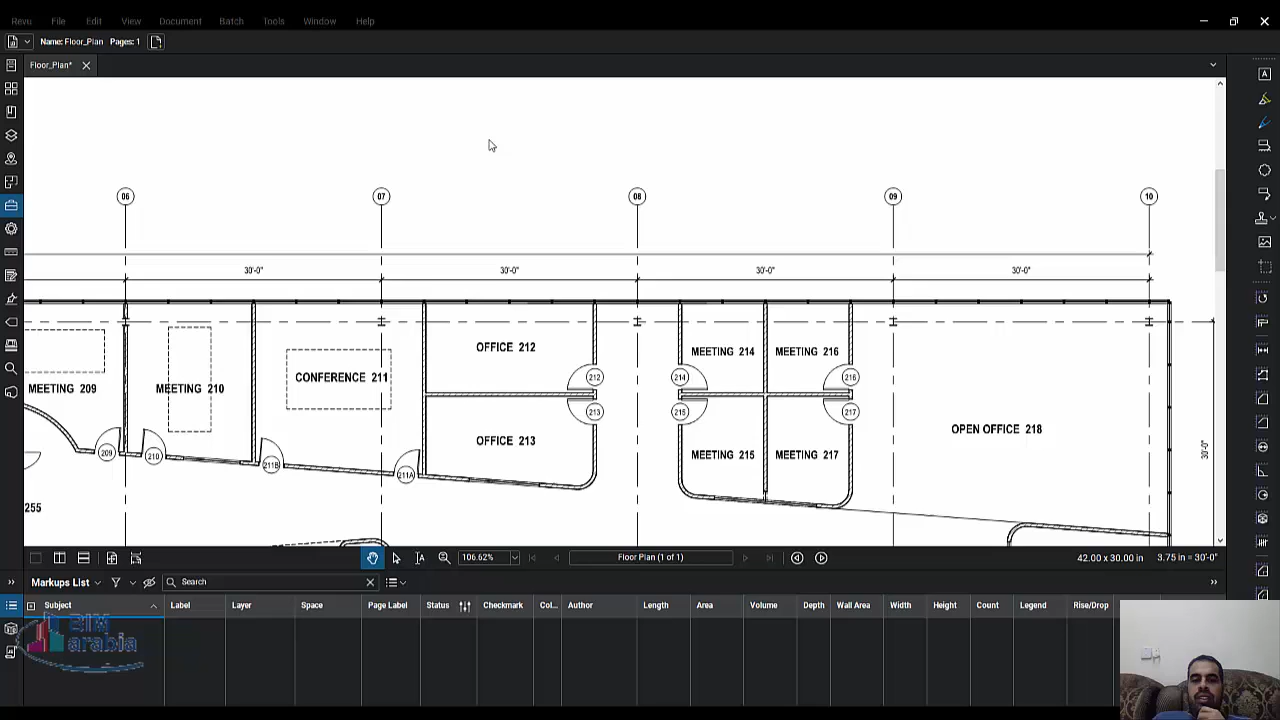 Revu File Edit View Document Batch Tools Window Help
Name: Floor_Plan Pages: 1
Floor_Plan*
06 07 08 09 10
30'-0" 30'-0" 30'-0" 30'-0"
OFFICE 212
MEETING 214 MEETING 216
CONFERENCE 211
212 214 216
MEETING 209 MEETING 210
213 215 217
OPEN OFFICE 218
OFFICE 213
30'-0"
209 210 211B 211A
MEETING 215 MEETING 217
255
106.62% Floor Plan (1 of 1) 42.00 x 30.00 in 3.75 in = 30'-0"
Markups List Search
Subject Label Layer Space Page Label Status Checkmark Col... Author Length Area Volume Depth Wall Area Width Height Count Legend Rise/Drop
BIM
arabia